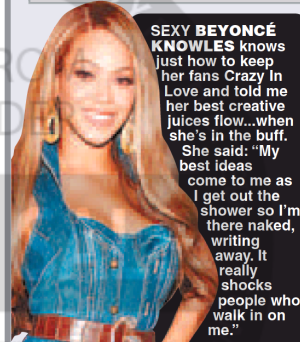 SEXY BEYONCÉ
KNOWLES knows
just how to keep
her fans Crazy In
Love and told me
her best creative
juices flow...when
she's in the buff.
She said: “My
best ideas
come to me as
I get out the
shower so I'm
there naked,
writing
away. It
really
shocks
people who
walk in on
me.”